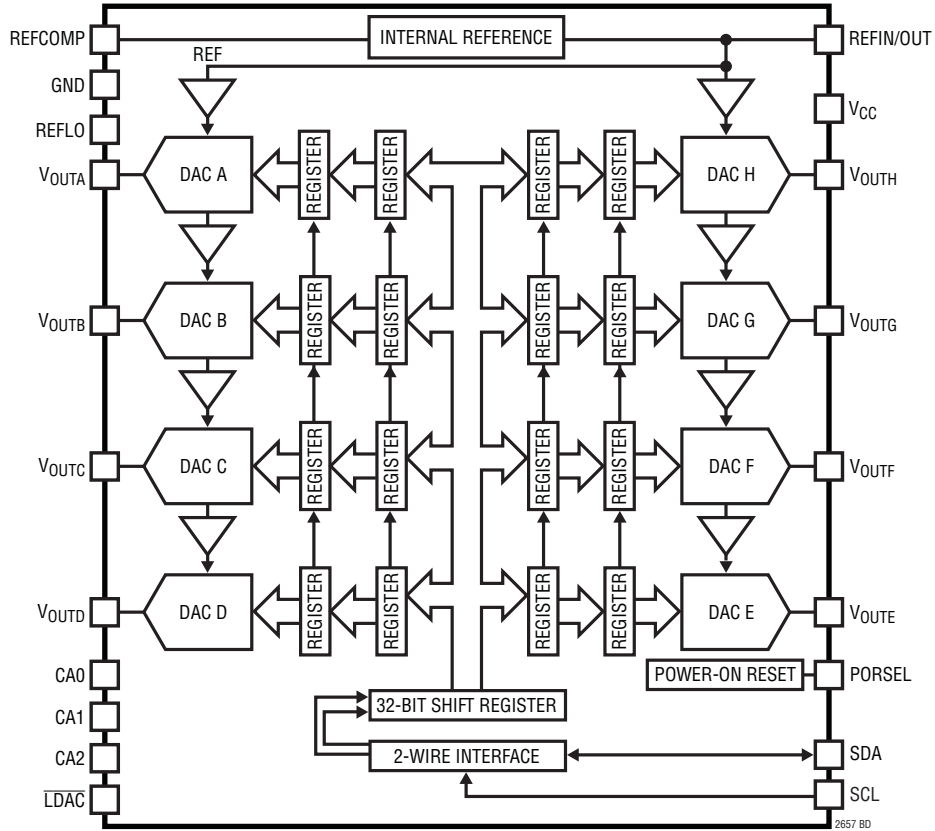 REFCOMP
INTERNAL REFERENCE
REFIN/OUT
REF
GND
VCC
REFLO
VOUTA
DAC A
REGISTER
REGISTER
REGISTER
REGISTER
DAC H
VOUTH
VOUTB
DAC B
REGISTER
REGISTER
REGISTER
REGISTER
DAC G
VOUTG
VOUTC
DAC C
REGISTER
REGISTER
REGISTER
REGISTER
DAC F
VOUTF
VOUTD
DAC D
REGISTER
REGISTER
REGISTER
REGISTER
DAC E
VOUTE
CA0
POWER-ON RESET
PORSEL
32-BIT SHIFT REGISTER
CA1
CA2
2-WIRE INTERFACE
SDA
LDAC
SCL
2657 BD